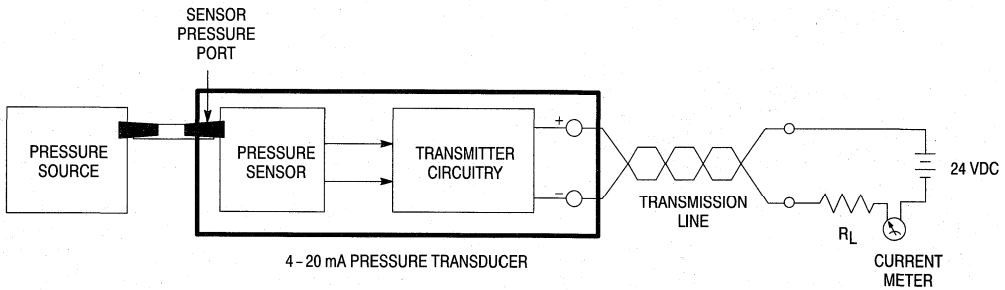 SENSOR
PRESSURE
PORT
PRESSURE
SOURCE
PRESSURE
SENSOR
TRANSMITTER
CIRCUITRY
+
−
TRANSMISSION
LINE
24 VDC
RL
CURRENT
METER
4 – 20 mA PRESSURE TRANSDUCER